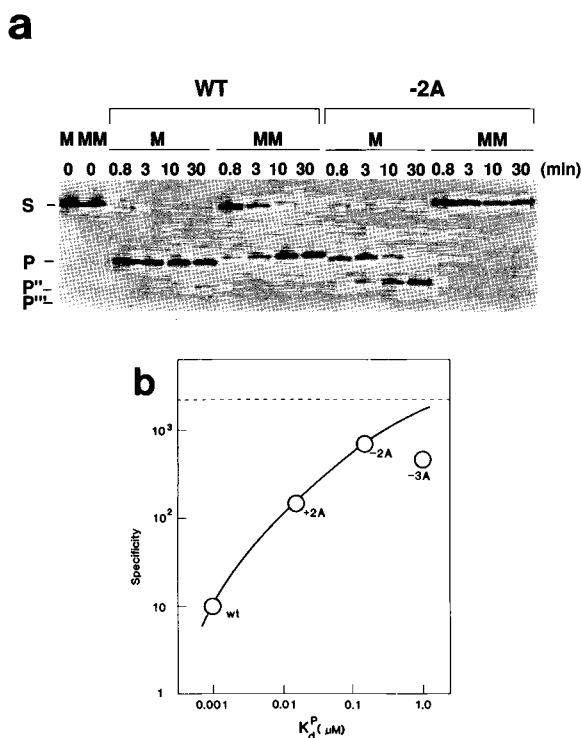 a
WT -2A
M MM M MM M MM
0 0 0.8 3 10 30 0.8 3 10 30 0.8 3 10 30 0.8 3 10 30 (min)
S
P
P''
P'''
b
Specificity
10³
10²
10
1
wt
+2A
-2A
-3A
0.001 0.01 0.1 1.0
K_d^P (μM)